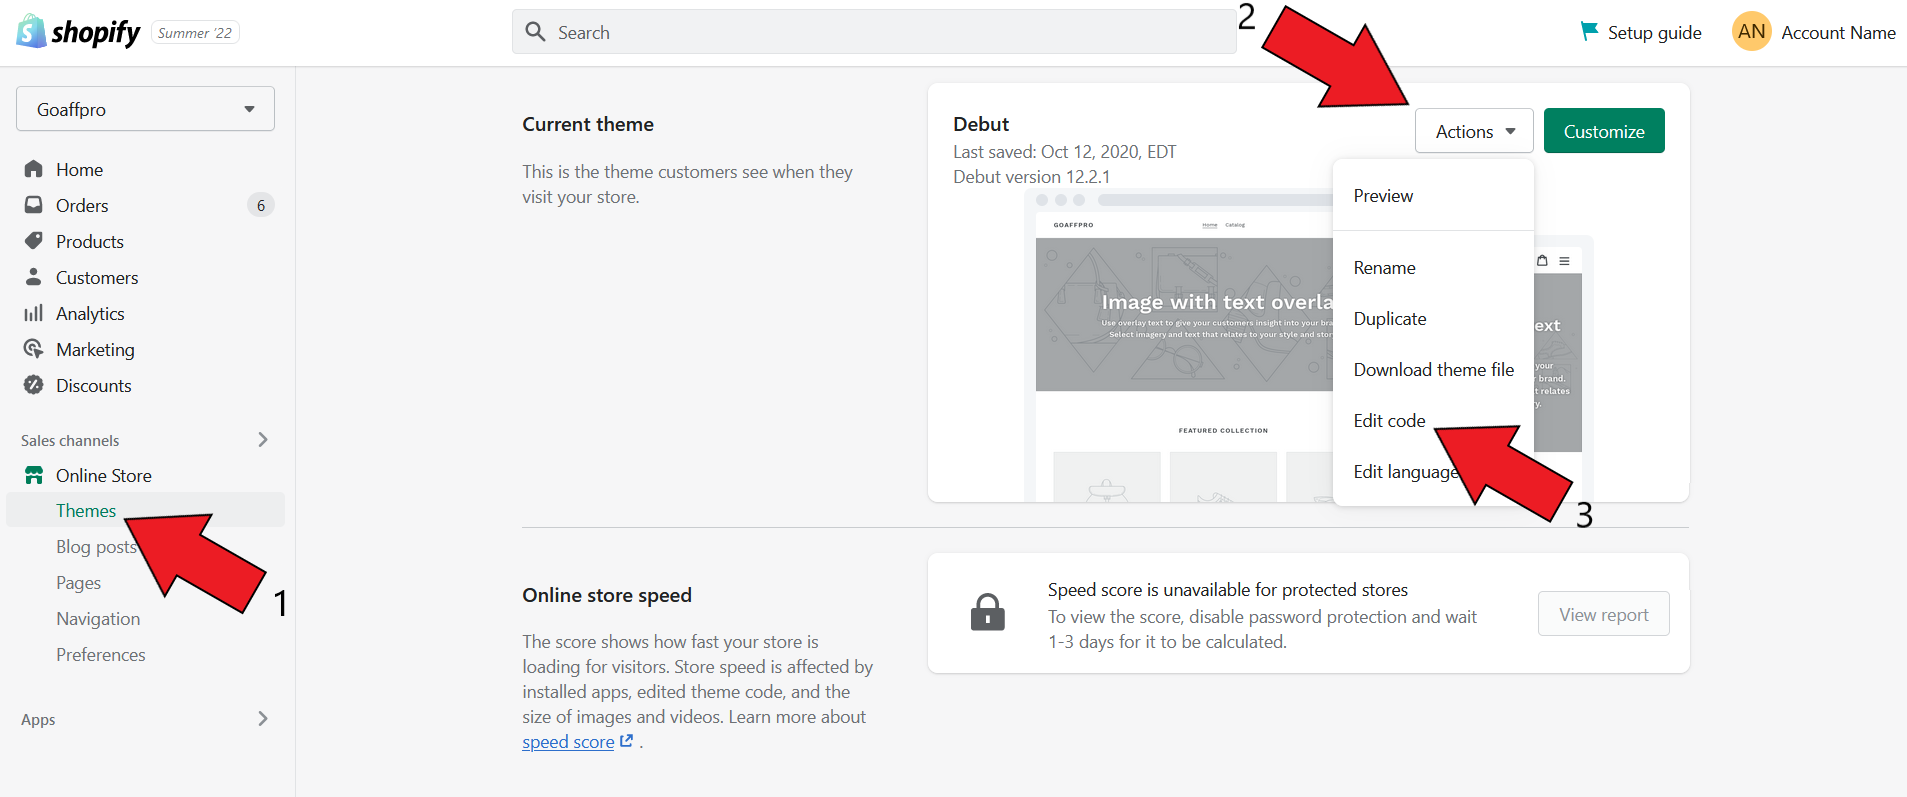 shopify
Summer '22
Search
2
Setup guide
AN
Account Name
Goaffpro
Home
Orders
6
Products
Customers
Analytics
Marketing
Discounts
Sales channels
Online Store
Themes
Blog posts
Pages
Navigation
Preferences
1
Apps
Current theme
This is the theme customers see when they
visit your store.
Debut
Last saved: Oct 12, 2020, EDT
Debut version 12.2.1
Actions
Customize
Preview
Rename
Duplicate
Download theme file
Edit code
Edit language
3
GOAFFPRO
Home
Catalog
Image with text overla
Use overlay text to give your customers insight into your bra
Select imagery and text that relates to your style and stor
FEATURED COLLECTION
ext
your
brand.
t relates
y.
Online store speed
The score shows how fast your store is
loading for visitors. Store speed is affected by
installed apps, edited theme code, and the
size of images and videos. Learn more about
speed score .
Speed score is unavailable for protected stores
To view the score, disable password protection and wait
1-3 days for it to be calculated.
View report